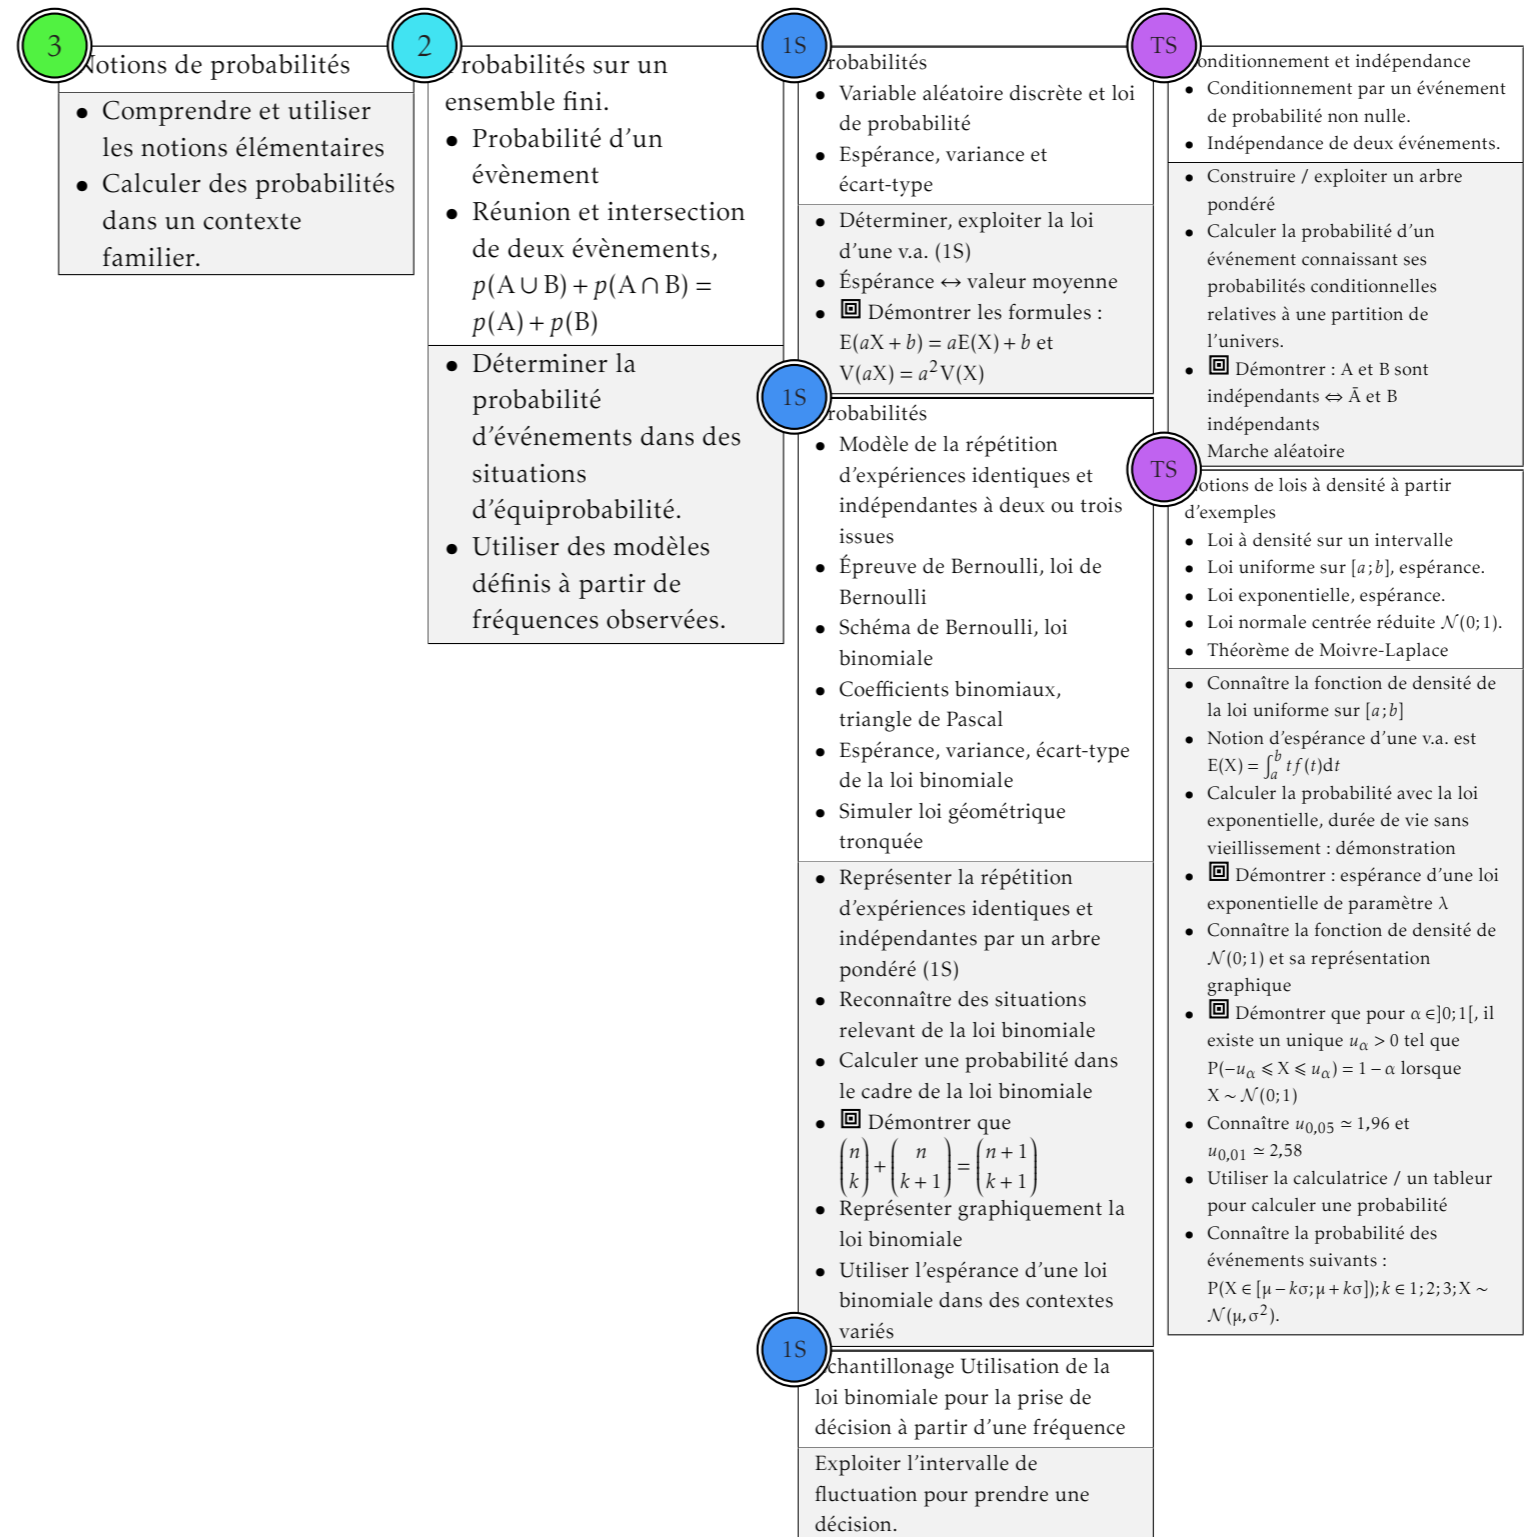 3
Notions de probabilités
• Comprendre et utiliser
les notions élémentaires
• Calculer des probabilités
dans un contexte
familier.
2
robabilités sur un
ensemble fini.
• Probabilité d'un
évènement
• Réunion et intersection
de deux évènements,
p(A ∪ B) + p(A ∩ B) =
p(A) + p(B)
• Déterminer la
probabilité
d'événements dans des
situations
d'équiprobabilité.
• Utiliser des modèles
définis à partir de
fréquences observées.
1S
robabilités
• Variable aléatoire discrète et loi
de probabilité
• Espérance, variance et
écart-type
• Déterminer, exploiter la loi
d'une v.a. (1S)
• Éspérance ↔ valeur moyenne
• Démontrer les formules :
E(aX + b) = aE(X) + b et
V(aX) = a²V(X)
1S
robabilités
• Modèle de la répétition
d'expériences identiques et
indépendantes à deux ou trois
issues
• Épreuve de Bernoulli, loi de
Bernoulli
• Schéma de Bernoulli, loi
binomiale
• Coefficients binomiaux,
triangle de Pascal
• Espérance, variance, écart-type
de la loi binomiale
• Simuler loi géométrique
tronquée
• Représenter la répétition
d'expériences identiques et
indépendantes par un arbre
pondéré (1S)
• Reconnaître des situations
relevant de la loi binomiale
• Calculer une probabilité dans
le cadre de la loi binomiale
• Démontrer que
(n k) + (n k + 1) = (n + 1 k + 1)
• Représenter graphiquement la
loi binomiale
• Utiliser l'espérance d'une loi
binomiale dans des contextes
variés
1S
chantillonage Utilisation de la
loi binomiale pour la prise de
décision à partir d'une fréquence
Exploiter l'intervalle de
fluctuation pour prendre une
décision.
TS
onditionnement et indépendance
• Conditionnement par un événement
de probabilité non nulle.
• Indépendance de deux événements.
• Construire / exploiter un arbre
pondéré
• Calculer la probabilité d'un
événement connaissant ses
probabilités conditionnelles
relatives à une partition de
l'univers.
• Démontrer : A et B sont
indépendants ⇔ Ā et B
indépendants
Marche aléatoire
TS
otions de lois à densité à partir
d'exemples
• Loi à densité sur un intervalle
• Loi uniforme sur [a;b], espérance.
• Loi exponentielle, espérance.
• Loi normale centrée réduite 𝒩(0;1).
• Théorème de Moivre-Laplace
• Connaître la fonction de densité de
la loi uniforme sur [a;b]
• Notion d'espérance d'une v.a. est
E(X) = ∫_a^b t f(t)dt
• Calculer la probabilité avec la loi
exponentielle, durée de vie sans
vieillissement : démonstration
• Démontrer : espérance d'une loi
exponentielle de paramètre λ
• Connaître la fonction de densité de
𝒩(0;1) et sa représentation
graphique
• Démontrer que pour α ∈]0;1[, il
existe un unique u_α > 0 tel que
P(−u_α ⩽ X ⩽ u_α) = 1 − α lorsque
X ∼ 𝒩(0;1)
• Connaître u_0,05 ≃ 1,96 et
u_0,01 ≃ 2,58
• Utiliser la calculatrice / un tableur
pour calculer une probabilité
• Connaître la probabilité des
événements suivants :
P(X ∈ [μ − kσ;μ + kσ]);k ∈ 1;2;3;X ∼
𝒩(μ,σ²).